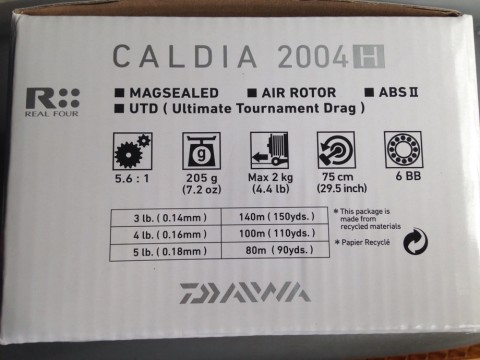 CALDIA 2004 H
R
REAL FOUR
■ MAGSEALED ■ AIR ROTOR ■ ABS II
■ UTD ( Ultimate Tournament Drag )
g
5.6 : 1 205 g Max 2 kg 75 cm 6 BB
(7.2 oz) (4.4 lb) (29.5 inch)
3 lb. ( 0.14mm ) 140m (150yds. )
4 lb. ( 0.16mm ) 100m (110yds. )
5 lb. ( 0.18mm ) 80m (90yds. )
* This package is
made from
recycled materials
* Papier Recyclé
DAIWA